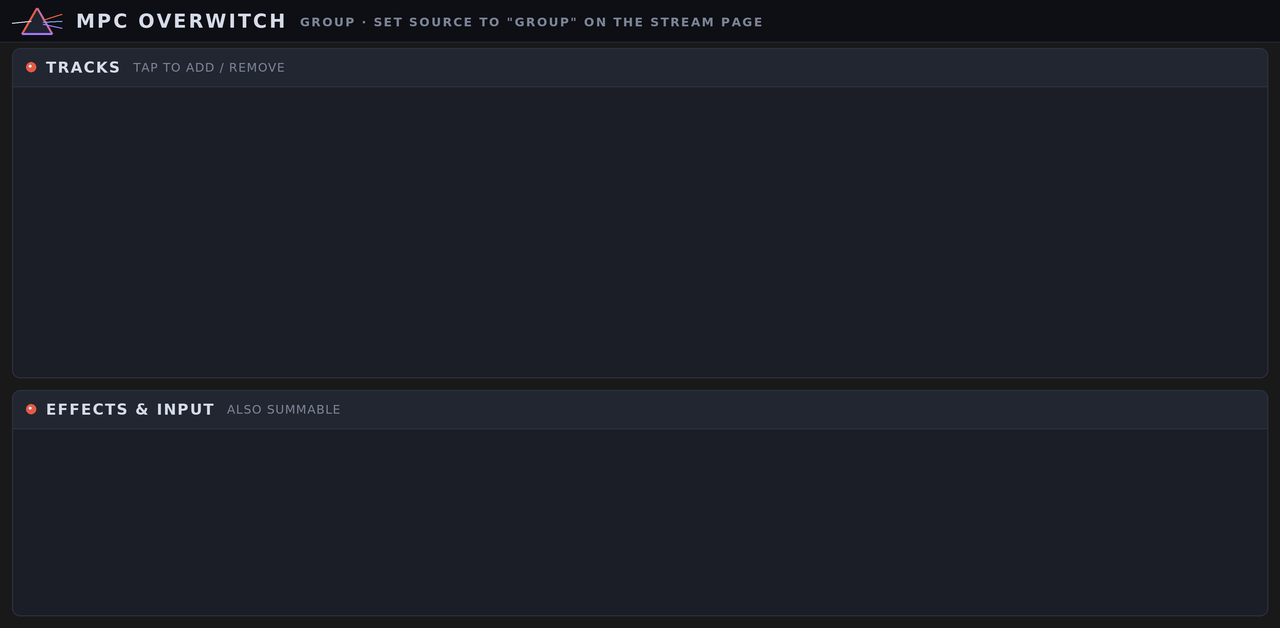 MPC OVERWITCH GROUP · SET SOURCE TO "GROUP" ON THE STREAM PAGE
TRACKS TAP TO ADD / REMOVE
EFFECTS & INPUT ALSO SUMMABLE